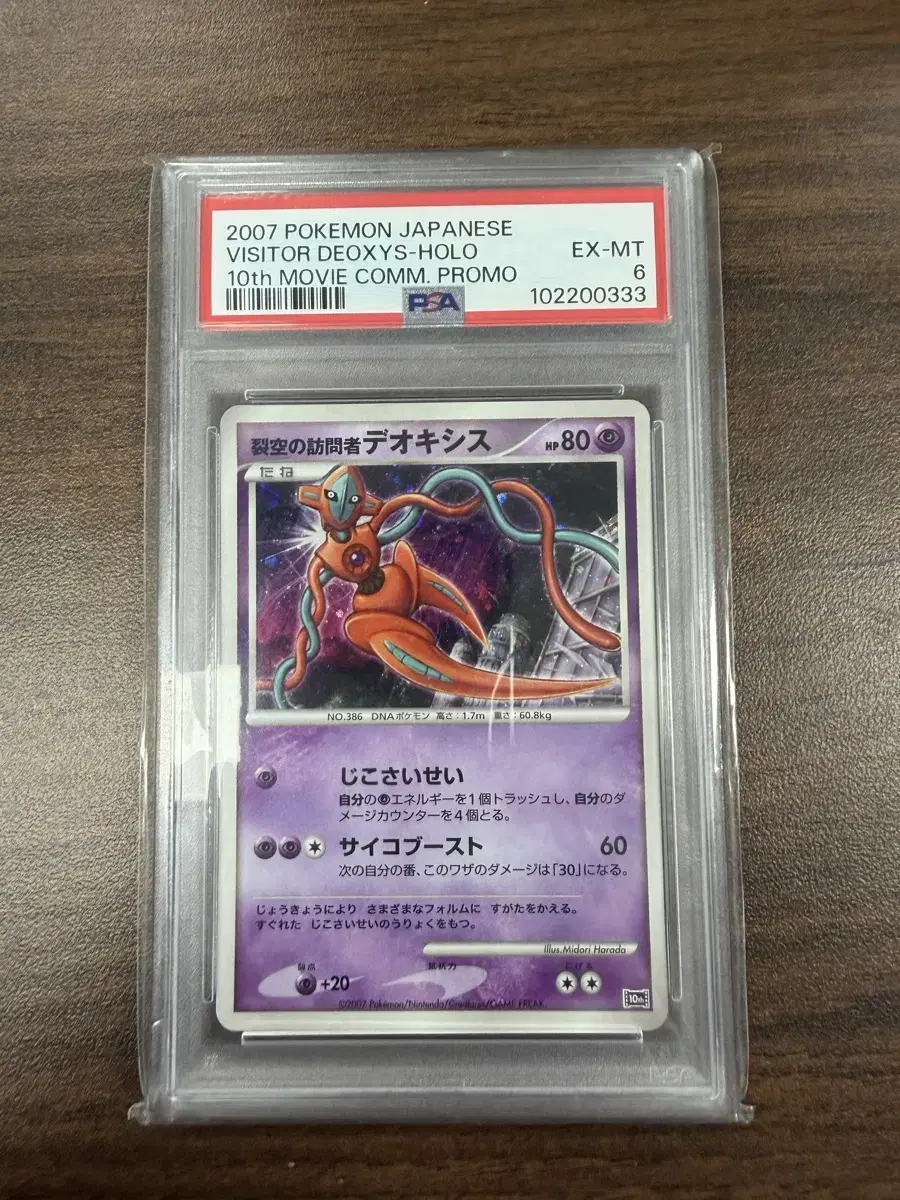 2007 POKEMON JAPANESE
VISITOR DEOXYS-HOLO EX-MT
10th MOVIE COMM. PROMO 6
PSA 102200333
裂空の訪問者デオキシス HP80
たね
NO.386 DNAポケモン 高さ:1.7m 重さ:60.8kg
じこさいせい
自分のエネルギーを1個トラッシュし、自分のダ
メージカウンターを4個とる。
サイコブースト 60
次の自分の番、このワザのダメージは「30」になる。
じょうきょうにより さまざまなフォルムに すがたをかえる。
すぐれた じこさいせいのうりょくをもつ。
Illus.Midori Harada
弱点 抵抗力 にげる
+20
©2007 Pokémon/Nintendo/Creatures/GAME FREAK.
10th